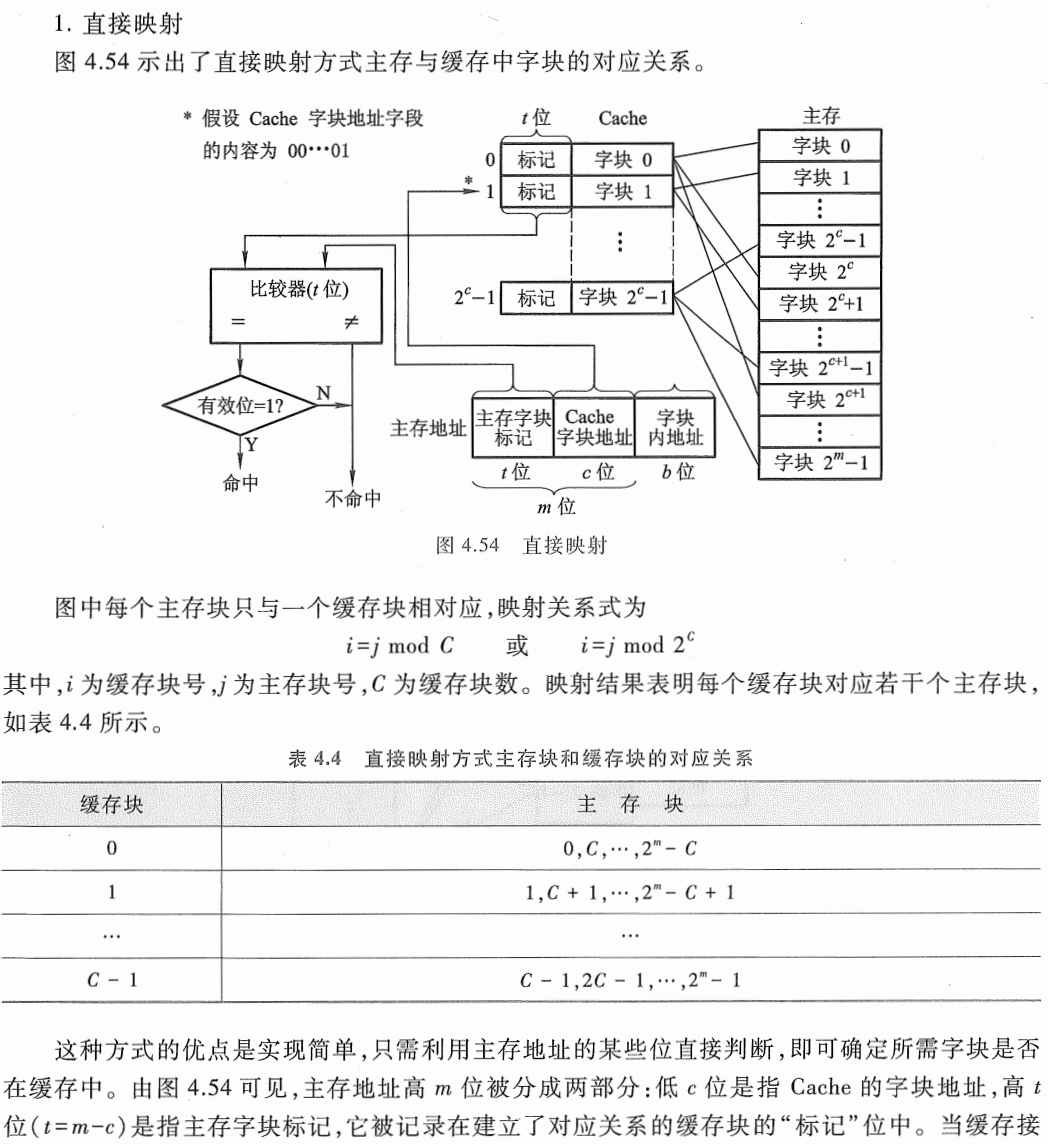 1. 直接映射
图 4.54 示出了直接映射方式主存与缓存中字块的对应关系。
* 假设 Cache 字块地址字段
的内容为 00…01
t 位
Cache
主存
0
标记
字块 0
*
1
标记
字块 1
⋮
2^c−1
标记
字块 2^c−1
字块 0
字块 1
⋮
字块 2^c−1
字块 2^c
字块 2^c+1
⋮
字块 2^{c+1}−1
字块 2^{c+1}
⋮
字块 2^m−1
比较器(t 位)
= ≠
有效位=1?
N
Y
命中
不命中
主存地址
主存字块
标记
Cache
字块地址
字块
内地址
t 位
c 位
b 位
m 位
图 4.54 直接映射
图中每个主存块只与一个缓存块相对应,映射关系式为
i=j mod C 或 i=j mod 2^c
其中,i 为缓存块号,j 为主存块号,C 为缓存块数。映射结果表明每个缓存块对应若干个主存块,
如表 4.4 所示。
表 4.4 直接映射方式主存块和缓存块的对应关系
缓存块 主 存 块
0 0,C,…,2^m− C
1 1,C + 1,…,2^m− C + 1
… …
C − 1 C − 1,2C − 1,…,2^m− 1
这种方式的优点是实现简单,只需利用主存地址的某些位直接判断,即可确定所需字块是否
在缓存中。由图 4.54 可见,主存地址高 m 位被分成两部分:低 c 位是指 Cache 的字块地址,高 t
位(t=m−c)是指主存字块标记,它被记录在建立了对应关系的缓存块的“标记”位中。当缓存接